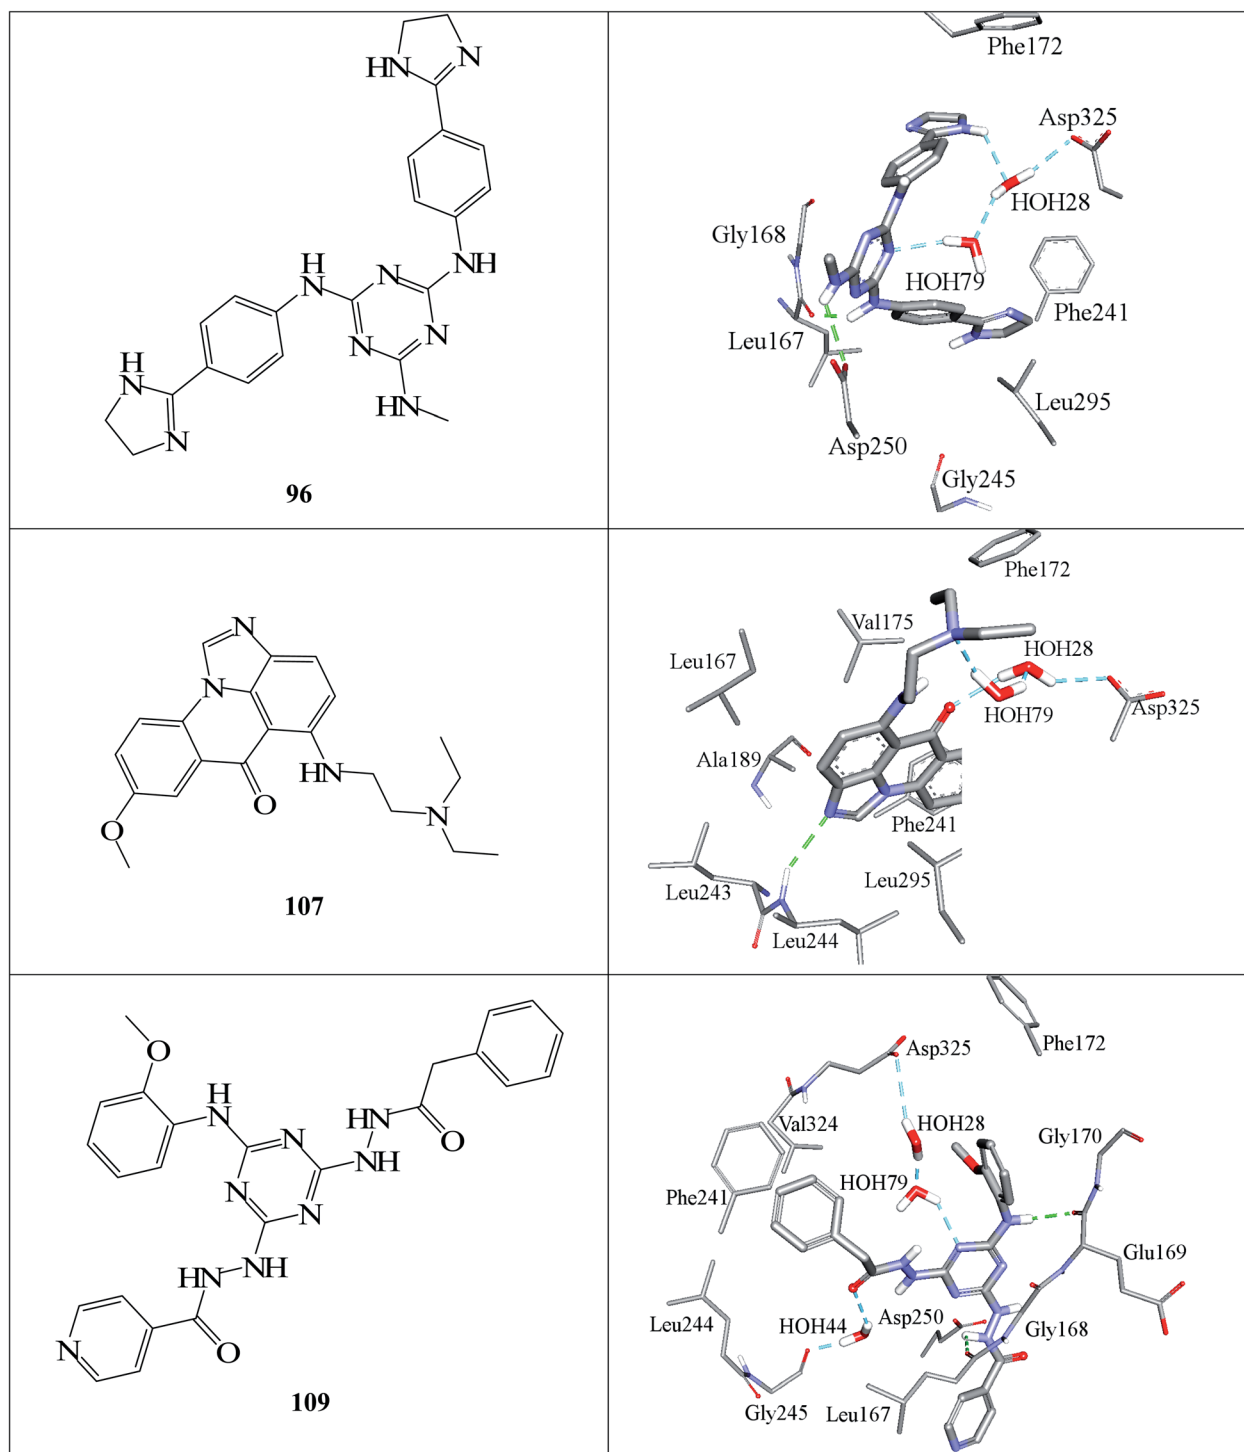 HN
N
H
N
N
N
H
N
N
H
N
N
HN
96
Phe172
Asp325
HOH28
Gly168
HOH79
Phe241
Leu167
Leu295
Asp250
Gly245
N
N
NH
O
N
O
107
Phe172
Val175
HOH28
Leu167
HOH79
Asp325
Ala189
Phe241
Leu243
Leu295
Leu244
O
H
N
HN
O
N
N
NH
N
HN
NH
N
O
109
Asp325
Phe172
Val324
HOH28
Gly170
HOH79
Phe241
Glu169
Leu244
HOH44
Asp250
Gly168
Gly245
Leu167